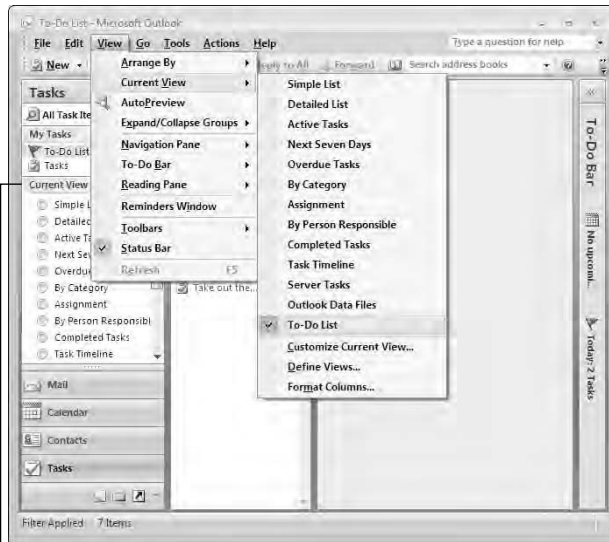 To-Do List - Microsoft Outlook
File Edit View Go Tools Actions Help
Type a question for help
New
Reply to All Forward Search address books
Tasks
All Task Ite
My Tasks
To-Do List
Tasks
Current View
Simple L
Detailed
Active Ta
Next Sev
Overdue
By Category
Assignment
By Person Responsibl
Completed Tasks
Task Timeline
Mail
Calendar
Contacts
Tasks
Filter Applied 7 Items
Arrange By
Current View
AutoPreview
Expand/Collapse Groups
Navigation Pane
To-Do Bar
Reading Pane
Reminders Window
Toolbars
Status Bar
Refresh F5
Take out the...
Simple List
Detailed List
Active Tasks
Next Seven Days
Overdue Tasks
By Category
Assignment
By Person Responsible
Completed Tasks
Task Timeline
Server Tasks
Outlook Data Files
To-Do List
Customize Current View...
Define Views...
Format Columns...
To-Do Bar
No upcomi...
Today: 2 Tasks